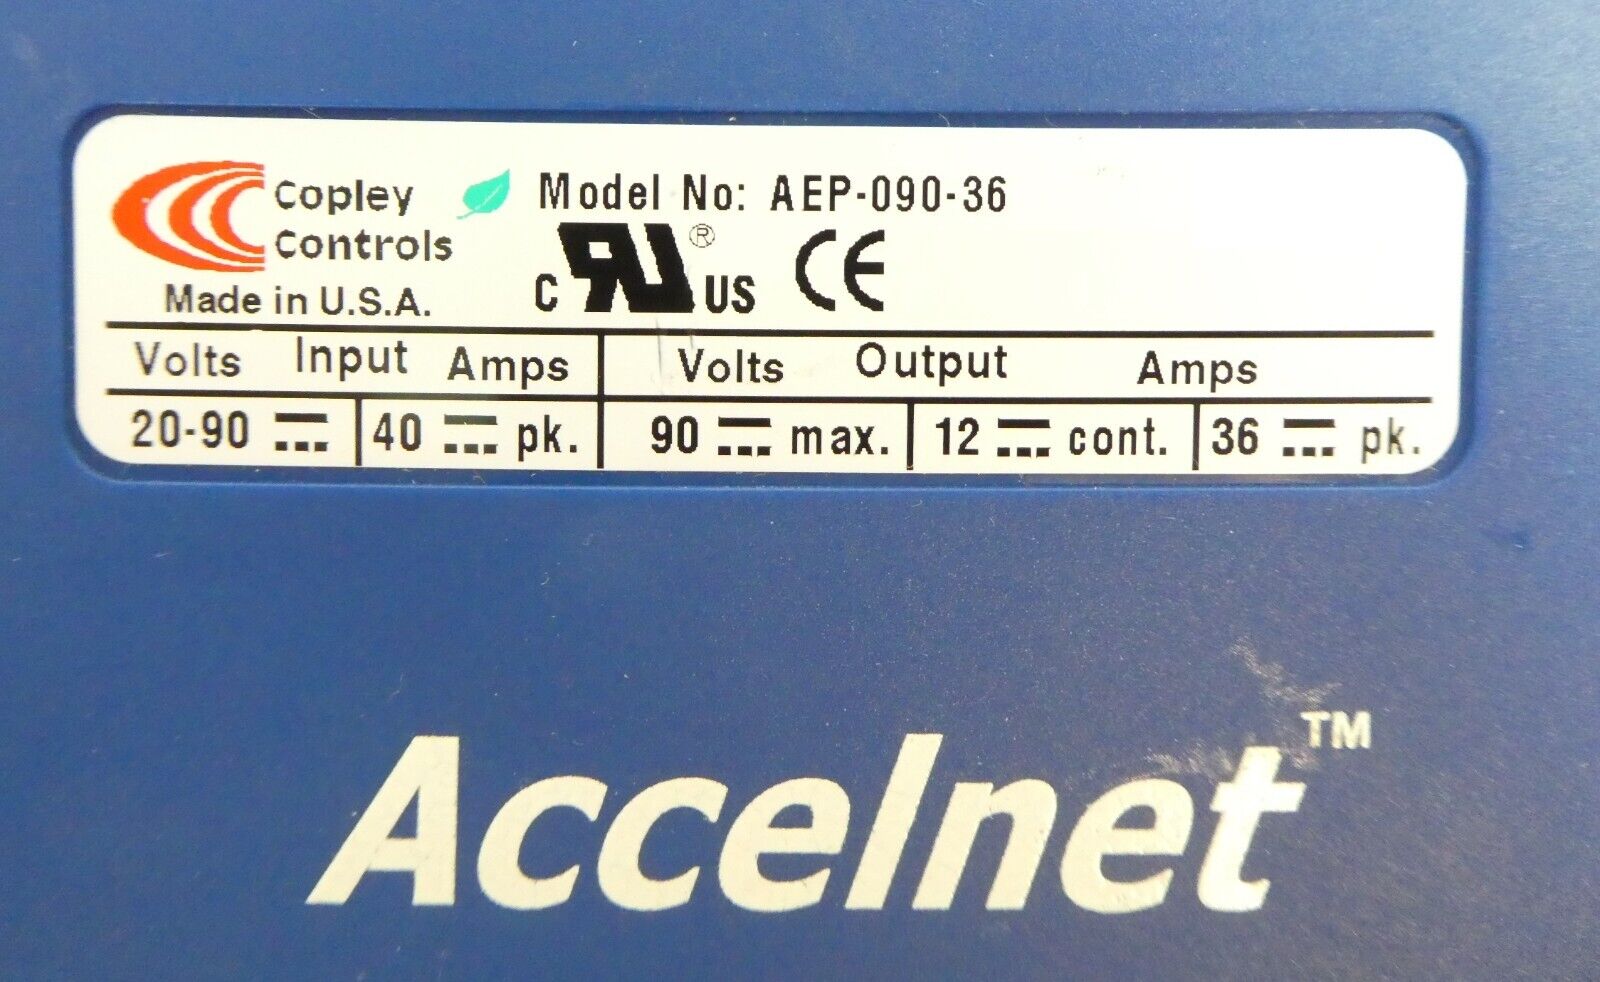 Copley Controls
Made in U.S.A.
Model No: AEP-090-36
C RU® US CE
Volts Input Amps Volts Output Amps
20-90 ⎓ 40 ⎓ pk. 90 ⎓ max. 12 ⎓ cont. 36 ⎓ pk.
Accelnet™